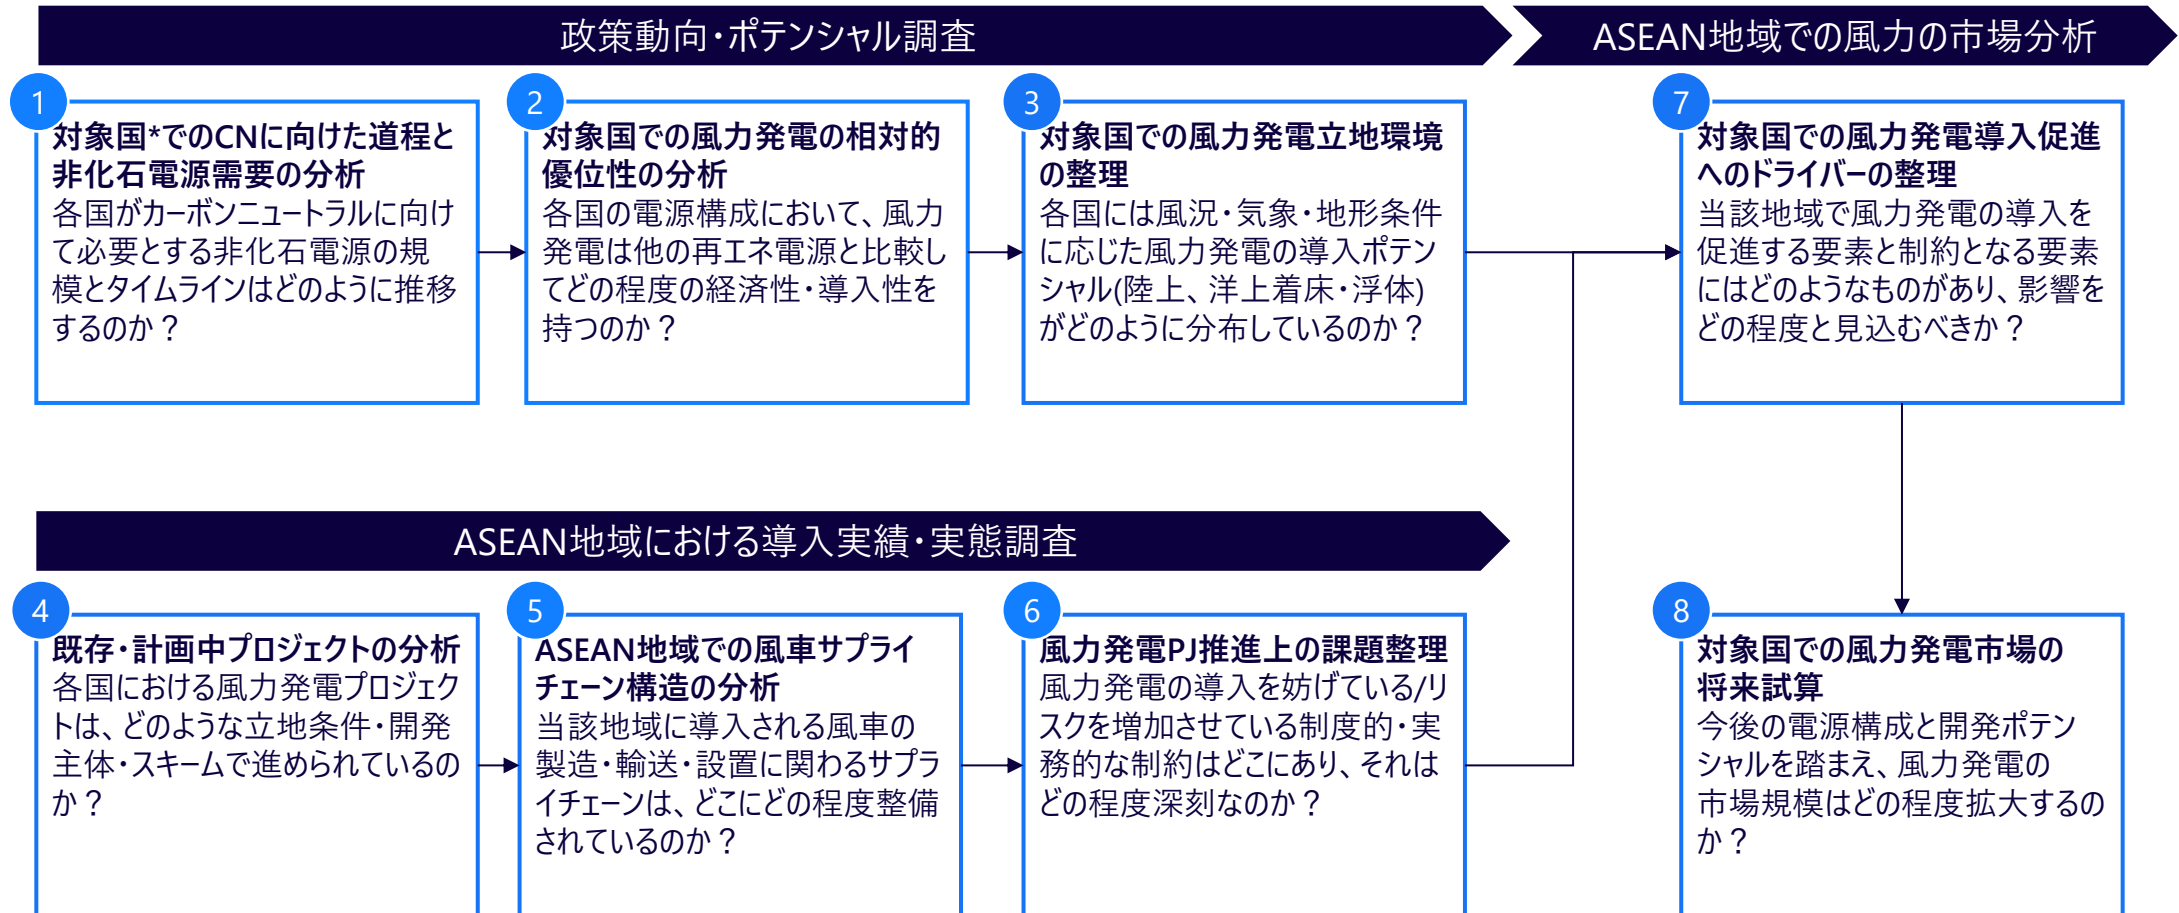 政策動向・ポテンシャル調査
ASEAN地域での風力の市場分析
1
対象国*でのCNに向けた道程と
非化石電源需要の分析
各国がカーボンニュートラルに向け
て必要とする非化石電源の規
模とタイムラインはどのように推移
するのか？
2
対象国での風力発電の相対的
優位性の分析
各国の電源構成において、風力
発電は他の再エネ電源と比較し
てどの程度の経済性・導入性を
持つのか？
3
対象国での風力発電立地環境
の整理
各国には風況・気象・地形条件
に応じた風力発電の導入ポテン
シャル(陸上、洋上着床・浮体)
がどのように分布しているのか？
7
対象国での風力発電導入促進
へのドライバーの整理
当該地域で風力発電の導入を
促進する要素と制約となる要素
にはどのようなものがあり、影響を
どの程度と見込むべきか？
ASEAN地域における導入実績・実態調査
4
既存・計画中プロジェクトの分析
各国における風力発電プロジェク
トは、どのような立地条件・開発
主体・スキームで進められているの
か？
5
ASEAN地域での風車サプライ
チェーン構造の分析
当該地域に導入される風車の
製造・輸送・設置に関わるサプラ
イチェーンは、どこにどの程度整備
されているのか？
6
風力発電PJ推進上の課題整理
風力発電の導入を妨げている/リ
スクを増加させている制度的・実
務的な制約はどこにあり、それは
どの程度深刻なのか？
8
対象国での風力発電市場の
将来試算
今後の電源構成と開発ポテン
シャルを踏まえ、風力発電の
市場規模はどの程度拡大するの
か？